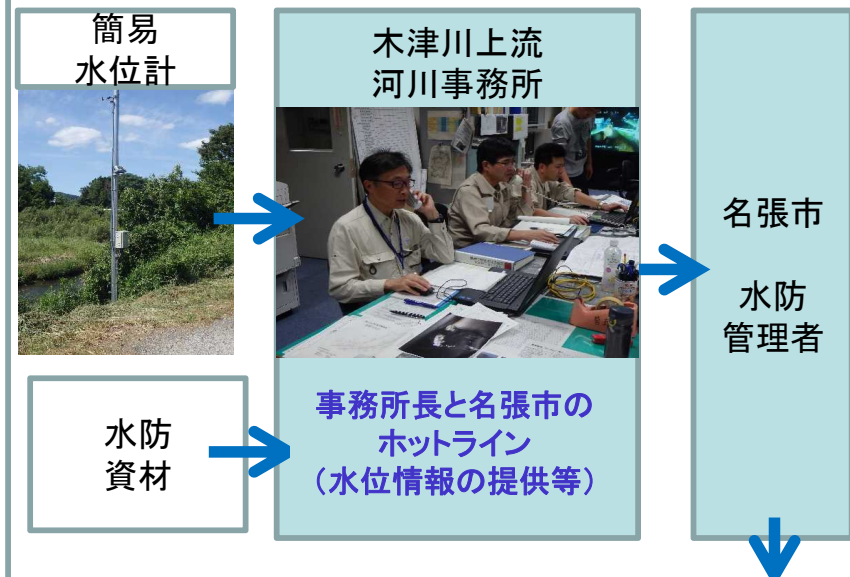 簡易
水位計
木津川上流
河川事務所
事務所長と名張市の
ホットライン
（水位情報の提供等）
水防
資材
名張市
水防
管理者